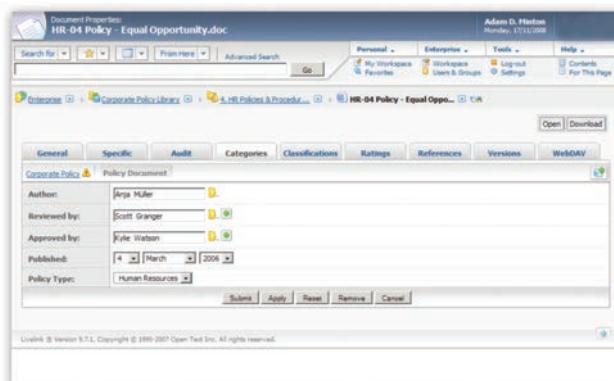 Document Properties:
HR-04 Policy - Equal Opportunity.doc
Adam D. Minton
Monday, 17/11/2008
Search for
From Here
Advanced Search
Go
Personal
My Workspace
Favorites
Enterprise
Workspace
Users & Groups
Tools
Log-out
Settings
Help
Contents
For This Page
Enterprise
Corporate Policy Library
4. HR Policies & Procedur...
HR-04 Policy - Equal Oppo...
Open
Download
General
Specific
Audit
Categories
Classifications
Ratings
References
Versions
WebDAV
Corporate Policy
Policy Document
Author:
Anja Müller
Reviewed by:
Scott Granger
Approved by:
Kylie Watson
Published:
4
March
2006
Policy Type:
Human Resources
Submit
Apply
Reset
Remove
Cancel
Livelink ® Version 9.7.1, Copyright © 1995-2007 Open Text Inc. All rights reserved.